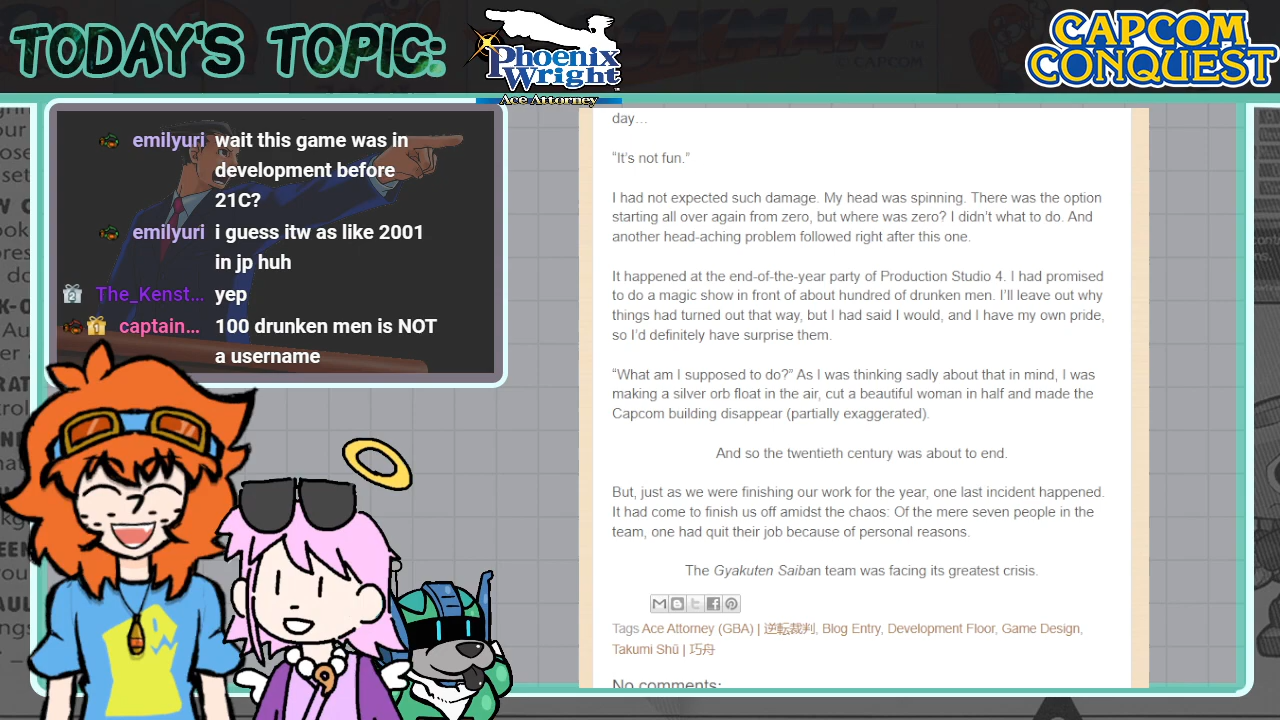 TODAY'S TOPIC:
Phoenix
Wright
Ace Attorney
CAPCOM
CONQUEST
emilyuri wait this game was in
development before
21C?
emilyuri i guess itw as like 2001
in jp huh
The_Kenst... yep
captain... 100 drunken men is NOT
a username
day…
“It’s not fun.”
I had not expected such damage. My head was spinning. There was the option
starting all over again from zero, but where was zero? I didn’t what to do. And
another head-aching problem followed right after this one.
It happened at the end-of-the-year party of Production Studio 4. I had promised
to do a magic show in front of about hundred of drunken men. I’ll leave out why
things had turned out that way, but I had said I would, and I have my own pride,
so I’d definitely have surprise them.
“What am I supposed to do?” As I was thinking sadly about that in mind, I was
making a silver orb float in the air, cut a beautiful woman in half and made the
Capcom building disappear (partially exaggerated).
And so the twentieth century was about to end.
But, just as we were finishing our work for the year, one last incident happened.
It had come to finish us off amidst the chaos: Of the mere seven people in the
team, one had quit their job because of personal reasons.
The Gyakuten Saiban team was facing its greatest crisis.
Tags Ace Attorney (GBA) | 逆転裁判, Blog Entry, Development Floor, Game Design,
Takumi Shū | 巧舟
No comments: